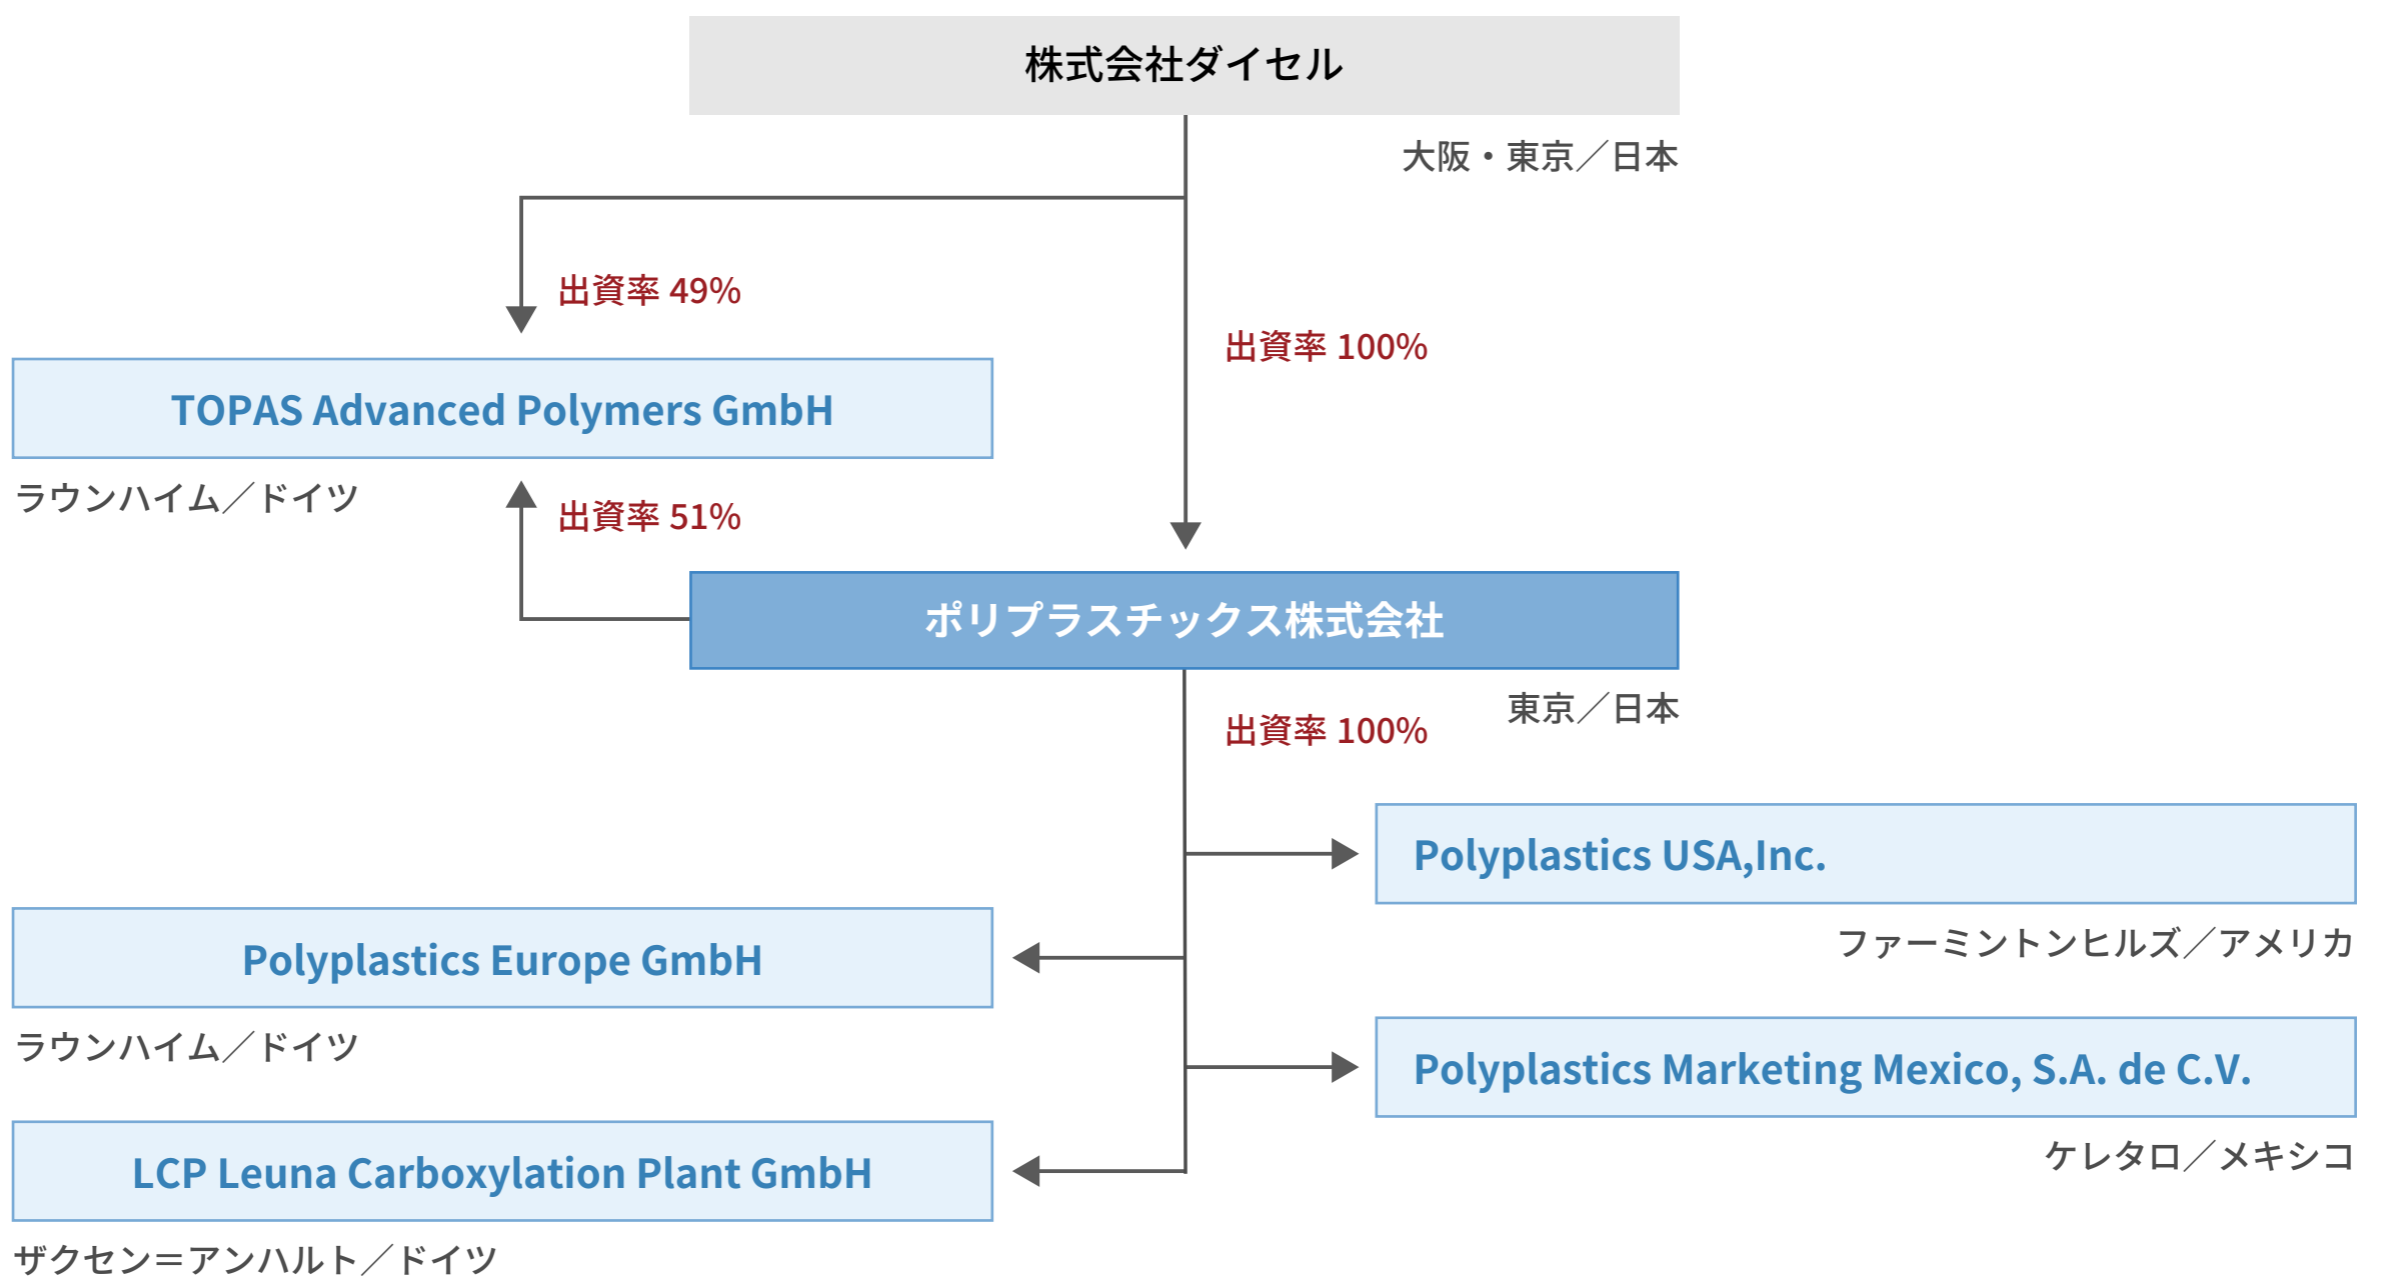 株式会社ダイセル
大阪・東京／日本
出資率 49%
出資率 100%
TOPAS Advanced Polymers GmbH
ラウンハイム／ドイツ
出資率 51%
ポリプラスチックス株式会社
東京／日本
出資率 100%
Polyplastics USA,Inc.
ファーミントンヒルズ／アメリカ
Polyplastics Europe GmbH
ラウンハイム／ドイツ
Polyplastics Marketing Mexico, S.A. de C.V.
ケレタロ／メキシコ
LCP Leuna Carboxylation Plant GmbH
ザクセン＝アンハルト／ドイツ